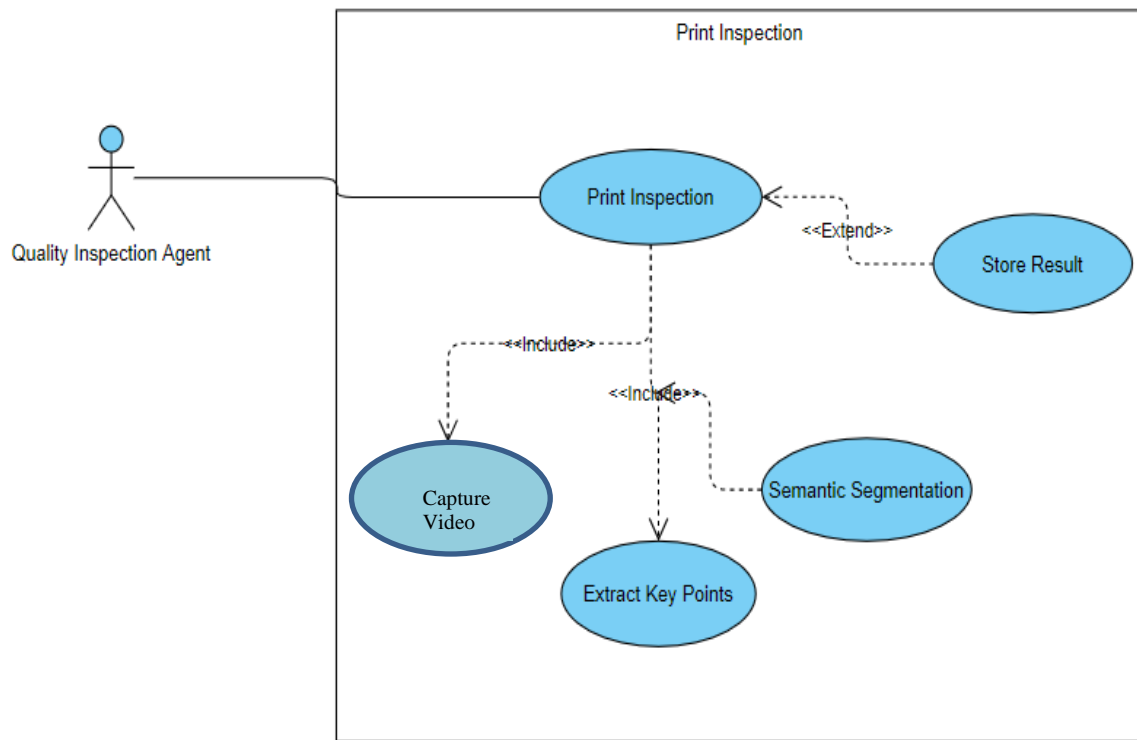 Print Inspection
Print Inspection
Quality Inspection Agent
<<Extend>>
Store Result
<<Include>>
<<Include>>
Capture
Video
Semantic Segmentation
Extract Key Points